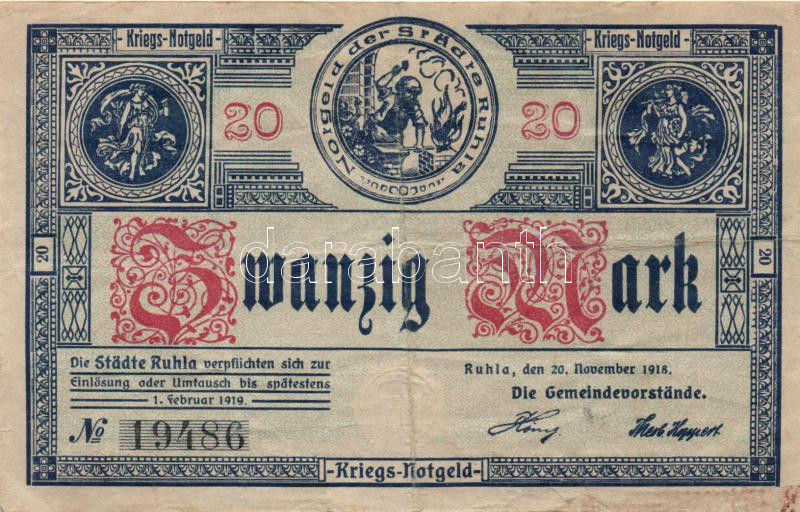 - Kriegs-Notgeld -
- Kriegs-Notgeld -
Notgeld der Städte Ruhla
20
20
Zwanzig Mark
20
20
darabanth
Die Städte Ruhla verpflichten sich zur
Einlösung oder Umtausch bis spätestens
1. Februar 1919.
Ruhla, den 20. November 1918.
Die Gemeindevorstände.
№ 19486
-Kriegs-Notgeld-